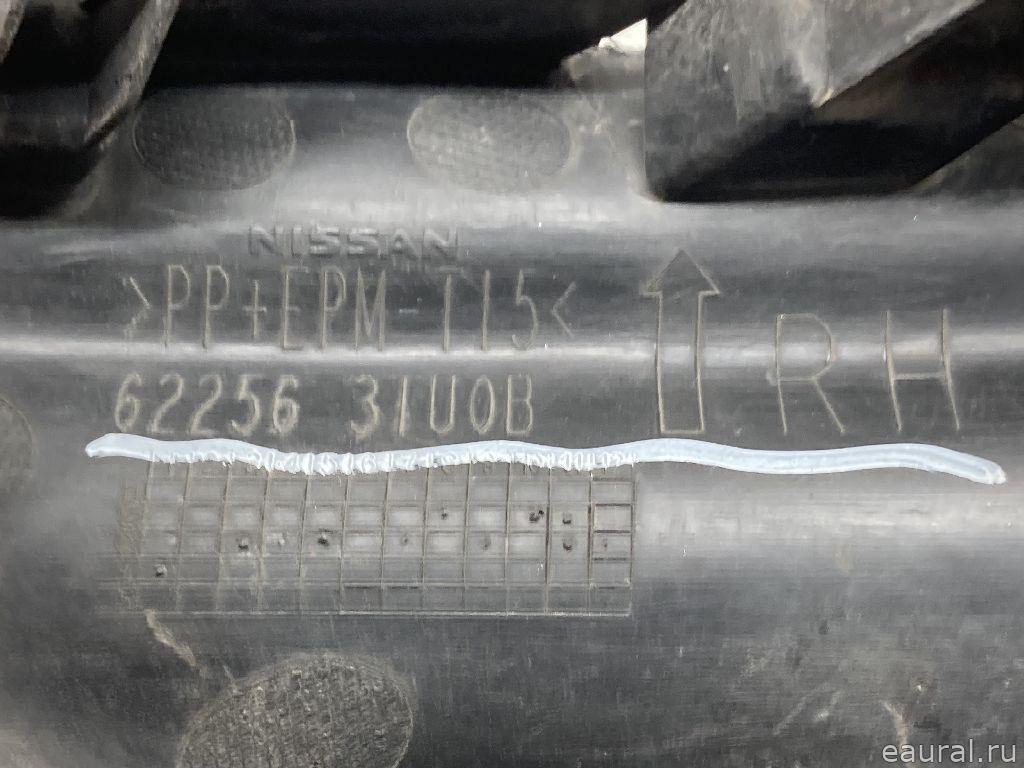 NISSAN
>PP+EPM-T15<
62256 31U0B
RH
eaural.ru